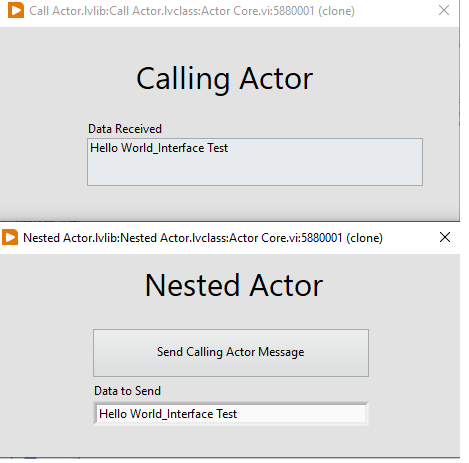 Call Actor.lvlib:Call Actor.lvclass:Actor Core.vi:5880001 (clone)
Calling Actor
Data Received
Hello World_Interface Test
Nested Actor.lvlib:Nested Actor.lvclass:Actor Core.vi:5880001 (clone)
Nested Actor
Send Calling Actor Message
Data to Send
Hello World_Interface Test